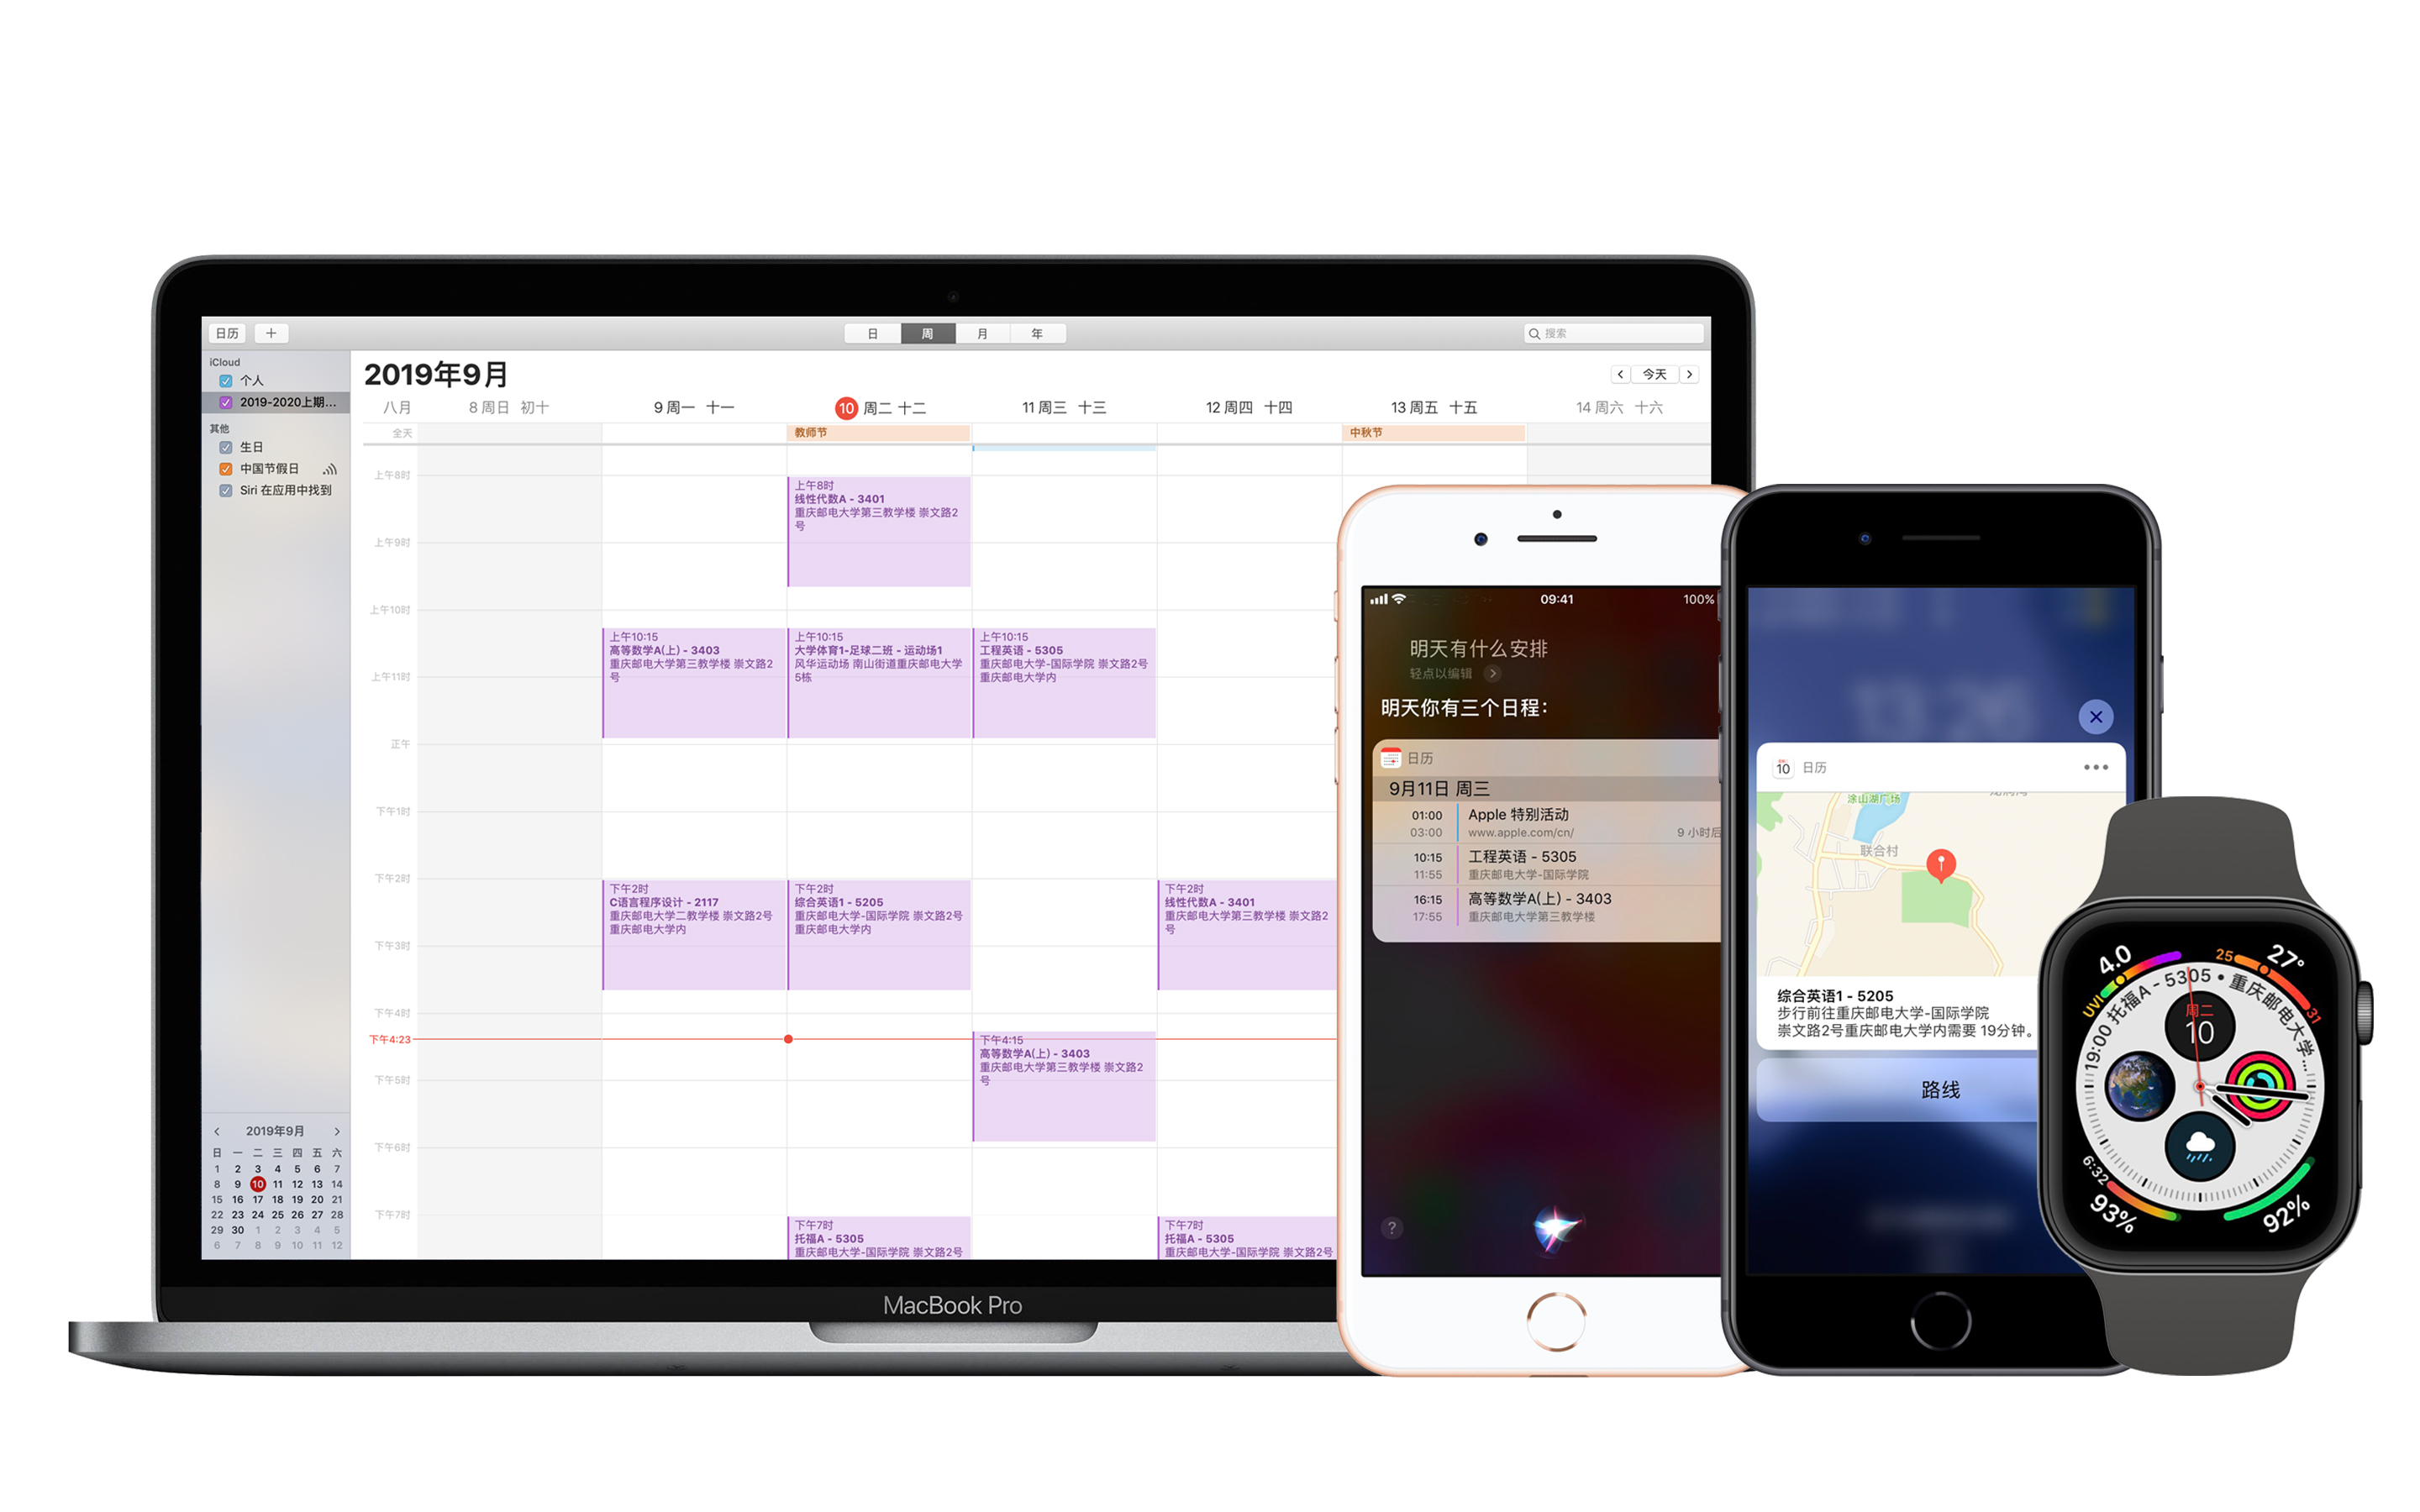 日历 +
日 周 月 年
搜索
iCloud
个人
2019-2020上期...
其他
生日
中国节假日
Siri 在应用中找到
2019年9月
今天
八月 8 周日 初十 9 周一 十一 10 周二 十二 11 周三 十三 12 周四 十四 13 周五 十五 14 周六 十六
全天 教师节 中秋节
上午8时
上午9时
上午10时
上午11时
正午
下午1时
下午2时
下午3时
下午4时
下午4:23
下午5时
下午6时
下午7时
上午10:15
高等数学A(上) - 3403
重庆邮电大学第三教学楼 崇文路2
号
下午2时
C语言程序设计 - 2117
重庆邮电大学二教学楼 崇文路2号
重庆邮电大学内
上午8时
线性代数A - 3401
重庆邮电大学第三教学楼 崇文路2
号
上午10:15
大学体育1-足球二班 - 运动场1
风华运动场 南山街道重庆邮电大学
5栋
下午2时
综合英语1 - 5205
重庆邮电大学-国际学院 崇文路2号
重庆邮电大学内
下午7时
托福A - 5305
重庆邮电大学-国际学院 崇文路2号
上午10:15
工程英语 - 5305
重庆邮电大学-国际学院 崇文路2号
重庆邮电大学内
下午4:15
高等数学A(上) - 3403
重庆邮电大学第三教学楼 崇文路2
号
下午2时
线性代数A - 3401
重庆邮电大学第三教学楼 崇文路2
号
下午7时
托福A - 5305
重庆邮电大学-国际学院 崇文路2号
2019年9月
日 一 二 三 四 五 六
1 2 3 4 5 6 7
8 9 10 11 12 13 14
15 16 17 18 19 20 21
22 23 24 25 26 27 28
29 30 1 2 3 4 5
6 7 8 9 10 11 12
MacBook Pro
09:41
100%
明天有什么安排
轻点以编辑
明天你有三个日程：
日历
9月11日 周三
01:00 Apple 特别活动
03:00 www.apple.com/cn/ 9 小时后
10:15 工程英语 - 5305
11:55 重庆邮电大学-国际学院
16:15 高等数学A(上) - 3403
17:55 重庆邮电大学第三教学楼
?
13:26
10 日历
涂山湖广场
联合村
综合英语1 - 5205
步行前往重庆邮电大学-国际学院
崇文路2号重庆邮电大学内需要 19分钟。
路线
4.0
UVI
25 27° 31
19:00 托福A - 5305 • 重庆邮电大学...
周二
10
6:32
93%
92%